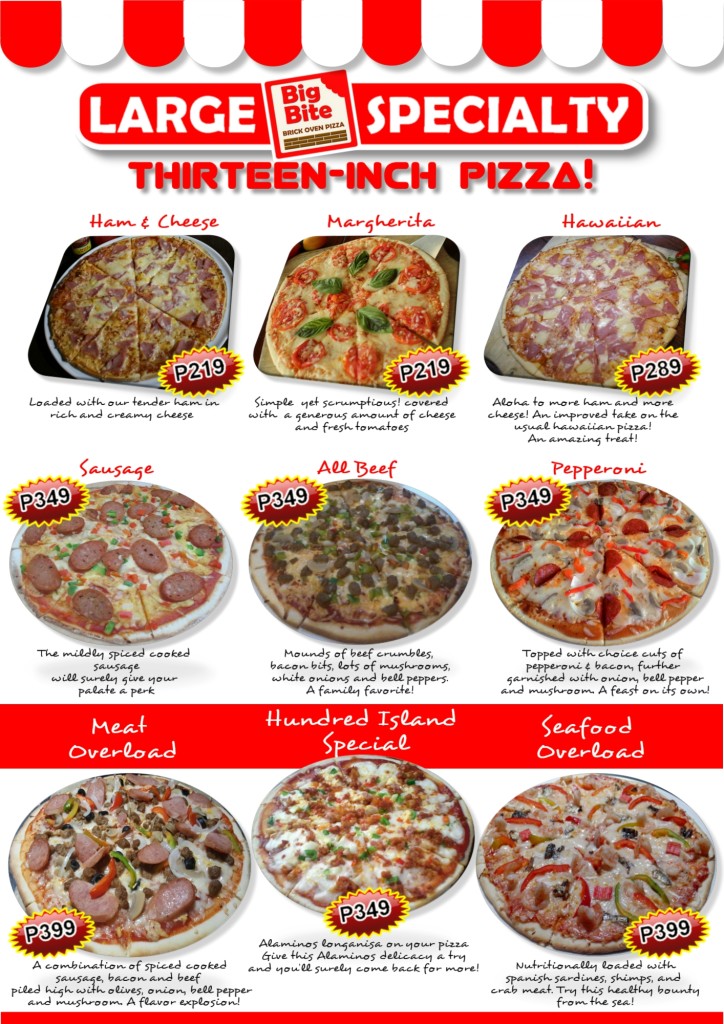 LARGE
Big
Bite
BRICK OVEN PIZZA
SPECIALTY
THIRTEEN-INCH PIZZA!
Ham & Cheese
P219
Loaded with our tender ham in
rich and creamy cheese
Margherita
P219
Simple yet scrumptious! covered
with a generous amount of cheese
and fresh tomatoes
Hawaiian
P289
Aloha to more ham and more
cheese! An improved take on the
usual hawaiian pizza!
An amazing treat!
Sausage
P349
The mildly spiced cooked
sausage
will surely give your
palate a perk
All Beef
P349
Mounds of beef crumbles,
bacon bits, lots of mushrooms,
white onions and bell peppers.
A family favorite!
Pepperoni
P349
Topped with choice cuts of
pepperoni & bacon, further
garnished with onion, bell pepper
and mushroom. A feast on its own!
Meat
Overload
P399
A combination of spiced cooked
sausage, bacon and beef
piled high with olives, onion, bell pepper
and mushroom. A flavor explosion!
Hundred Island
Special
P349
Alaminos longanisa on your pizza
Give this Alaminos delicacy a try
and you'll surely come back for more!
Seafood
Overload
P399
Nutritionally loaded with
spanish sardines, shimps, and
crab meat. Try this healthy bounty
from the sea!